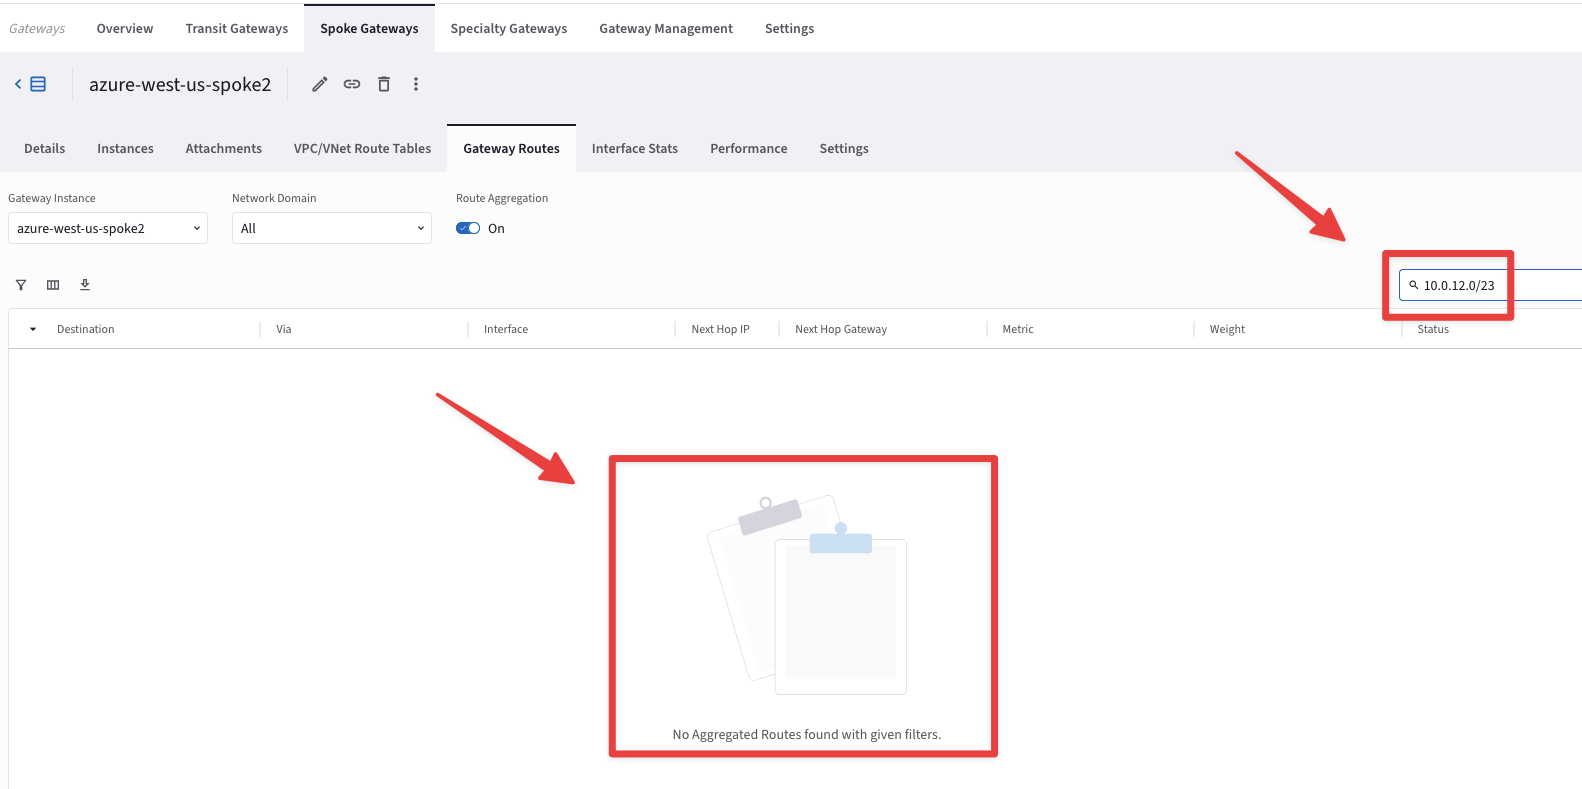 Gateways Overview Transit Gateways Spoke Gateways Specialty Gateways Gateway Management Settings
azure-west-us-spoke2
Details Instances Attachments VPC/VNet Route Tables Gateway Routes Interface Stats Performance Settings
Gateway Instance Network Domain Route Aggregation
azure-west-us-spoke2 All On
10.0.12.0/23
Destination Via Interface Next Hop IP Next Hop Gateway Metric Weight Status
No Aggregated Routes found with given filters.